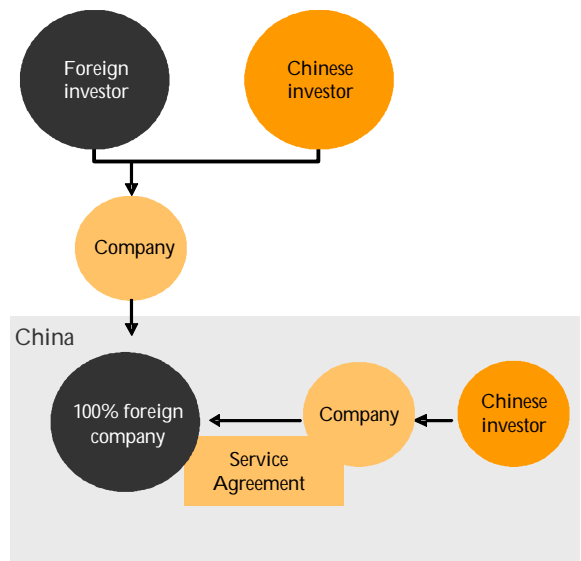 Foreign
investor
Chinese
investor
Company
China
100% foreign
company
Company
Chinese
investor
Service
Agreement